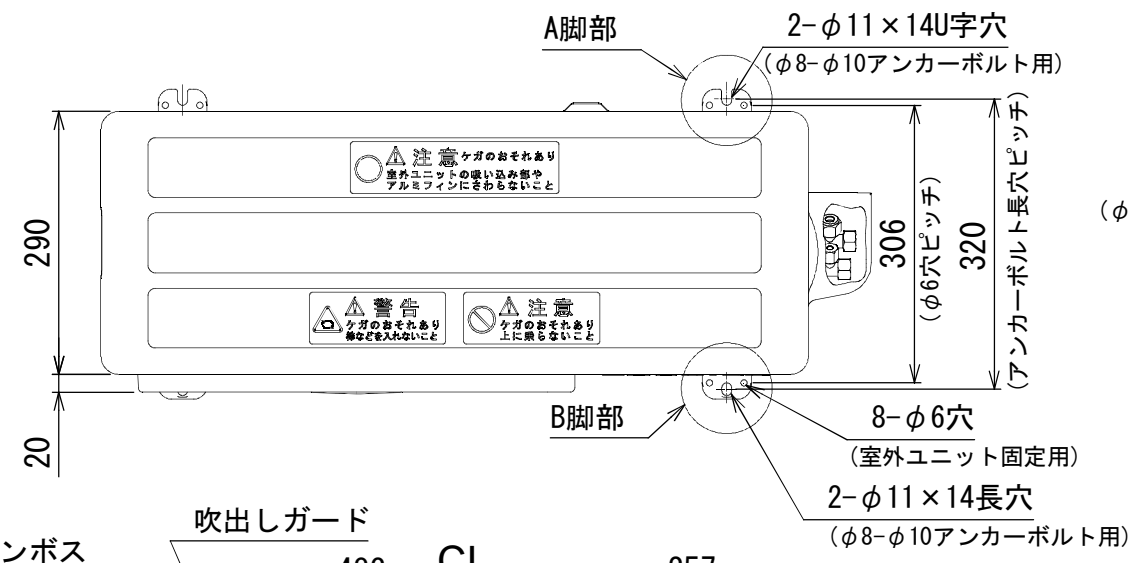 A脚部
2-φ11×14U字穴
(φ8-φ10アンカーボルト用)
注意 ケガのおそれあり
室外ユニットの吸い込み部や
アルミフィンにさわらないこと
290
306
(φ6穴ピッチ)
320
(アンカーボルト長穴ピッチ)
(φ
警告
ケガのおそれあり
棒などを入れないこと
注意
ケガのおそれあり
上に乗らないこと
20
B脚部
8-φ6穴
(室外ユニット固定用)
2-φ11×14長穴
(φ8-φ10アンカーボルト用)
吹出しガード
ンボス